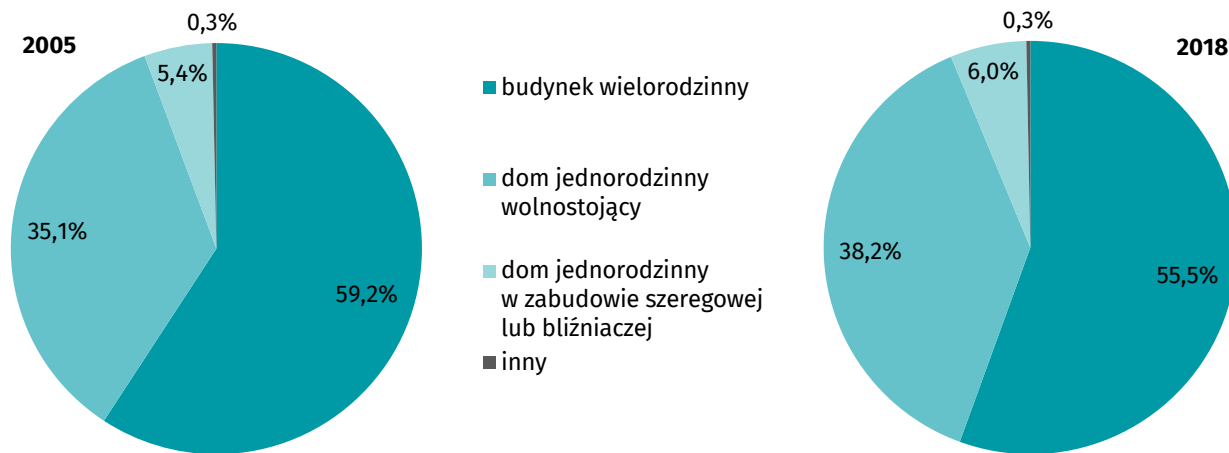 2005
0,3%
5,4%
35,1%
59,2%
budynek wielorodzinny
dom jednorodzinny
wolnostojący
dom jednorodzinny
w zabudowie szeregowej
lub bliźniaczej
inny
2018
0,3%
6,0%
38,2%
55,5%